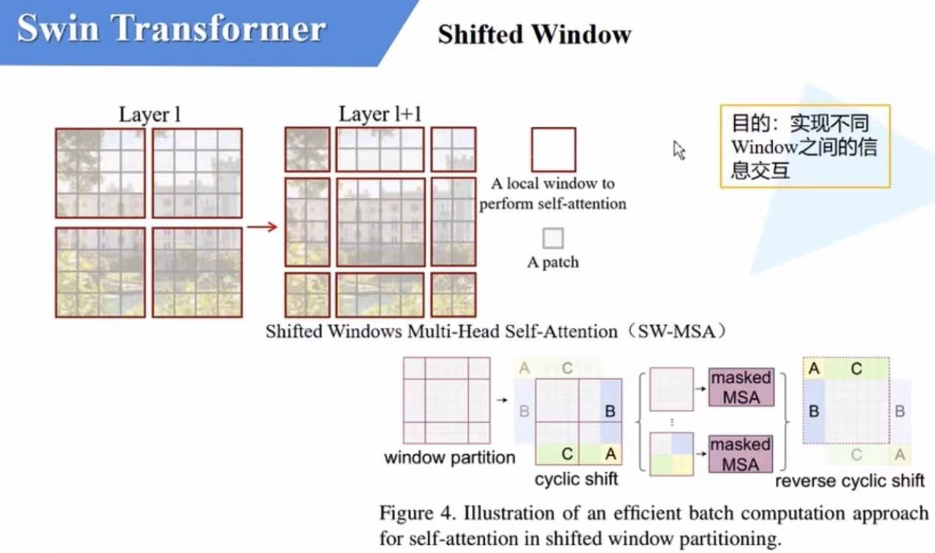 Swin Transformer
Shifted Window
Layer l
Layer l+1
目的：实现不同
Window之间的信
息交互
A local window to
perform self-attention
A patch
Shifted Windows Multi-Head Self-Attention（SW-MSA）
window partition
A C
B
B
C A
cyclic shift
masked
MSA
masked
MSA
A C
B B
C A
reverse cyclic shift
Figure 4. Illustration of an efficient batch computation approach
for self-attention in shifted window partitioning.